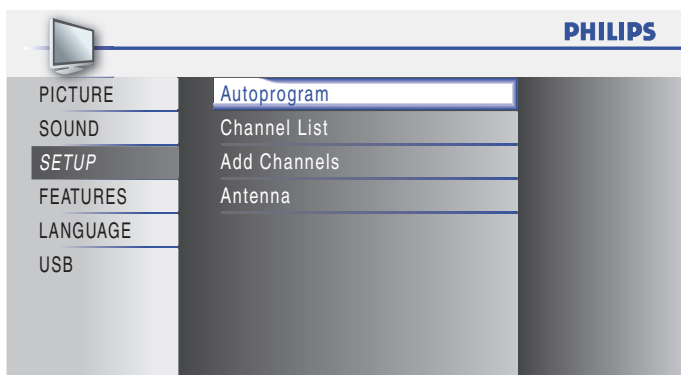 PHILIPS
PICTURE
SOUND
SETUP
FEATURES
LANGUAGE
USB
Autoprogram
Channel List
Add Channels
Antenna